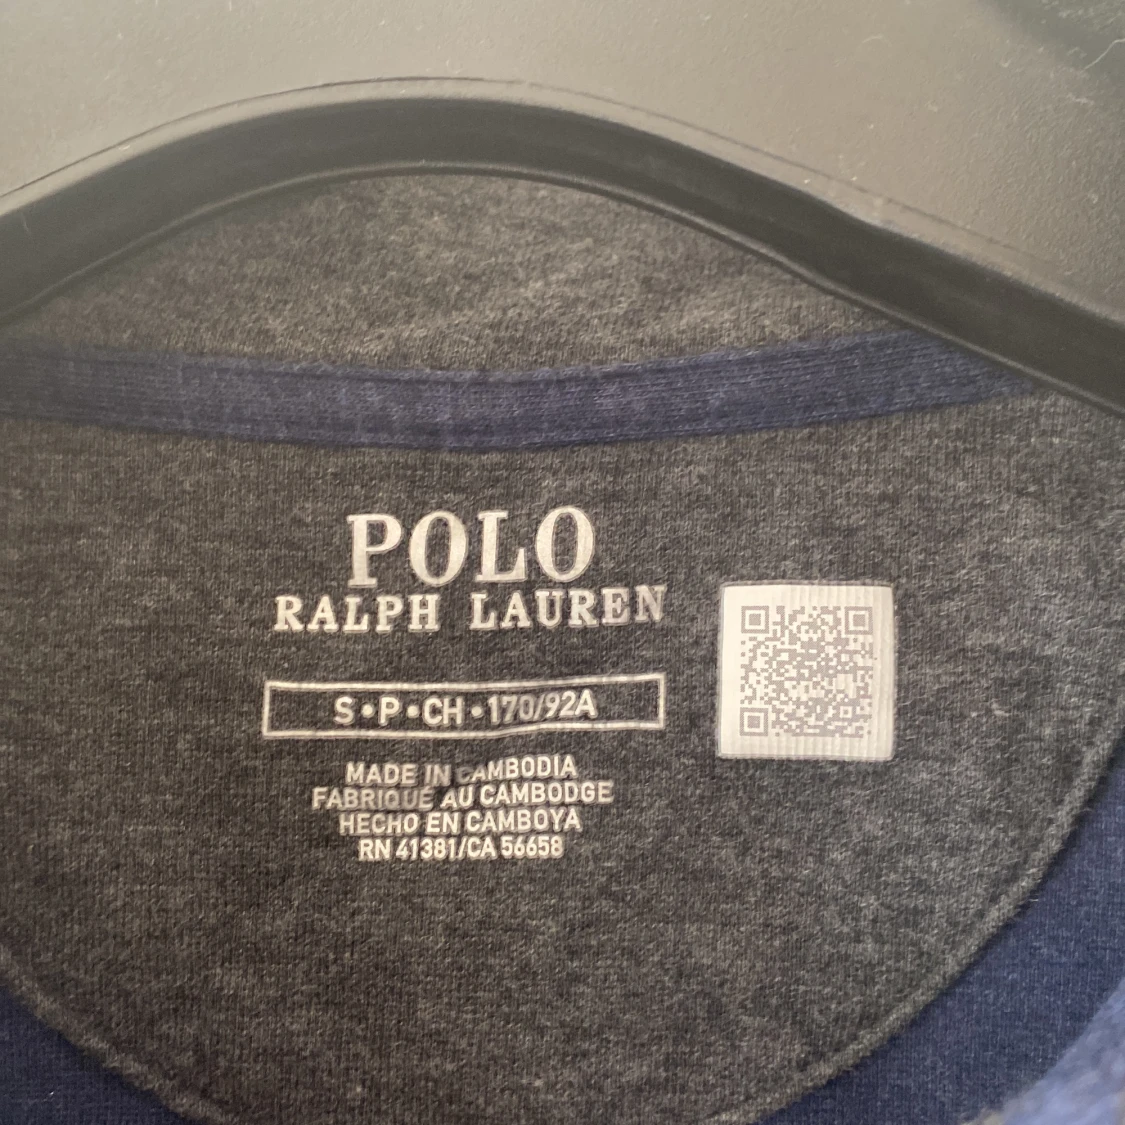 POLO
RALPH LAUREN
S•P•CH•170/92A
MADE IN CAMBODIA
FABRIQUÉ AU CAMBODGE
HECHO EN CAMBOYA
RN 41381/CA 56658